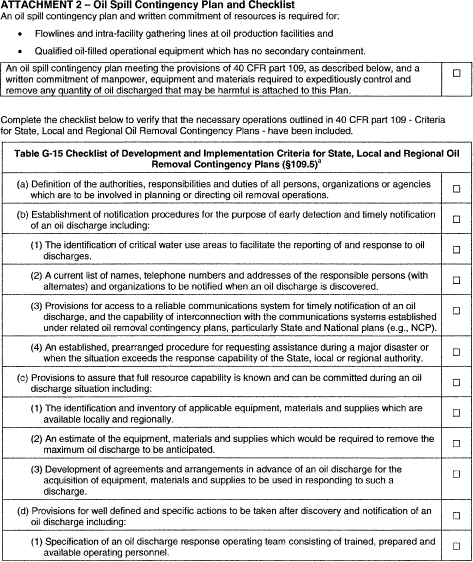 ATTACHMENT 2 – Oil Spill Contingency Plan and Checklist
An oil spill contingency plan and written commitment of resources is required for:
• Flowlines and intra-facility gathering lines at oil production facilities and
• Qualified oil-filled operational equipment which has no secondary containment.
An oil spill contingency plan meeting the provisions of 40 CFR part 109, as described below, and a
written commitment of manpower, equipment and materials required to expeditiously control and
remove any quantity of oil discharged that may be harmful is attached to this Plan. ☐
Complete the checklist below to verify that the necessary operations outlined in 40 CFR part 109 - Criteria
for State, Local and Regional Oil Removal Contingency Plans - have been included.
Table G-15 Checklist of Development and Implementation Criteria for State, Local and Regional Oil
Removal Contingency Plans (§109.5)a
(a) Definition of the authorities, responsibilities and duties of all persons, organizations or agencies
which are to be involved in planning or directing oil removal operations. ☐
(b) Establishment of notification procedures for the purpose of early detection and timely notification
of an oil discharge including: ☐
(1) The identification of critical water use areas to facilitate the reporting of and response to oil
discharges. ☐
(2) A current list of names, telephone numbers and addresses of the responsible persons (with
alternates) and organizations to be notified when an oil discharge is discovered. ☐
(3) Provisions for access to a reliable communications system for timely notification of an oil
discharge, and the capability of interconnection with the communications systems established
under related oil removal contingency plans, particularly State and National plans (e.g., NCP). ☐
(4) An established, prearranged procedure for requesting assistance during a major disaster or
when the situation exceeds the response capability of the State, local or regional authority. ☐
(c) Provisions to assure that full resource capability is known and can be committed during an oil
discharge situation including: ☐
(1) The identification and inventory of applicable equipment, materials and supplies which are
available locally and regionally. ☐
(2) An estimate of the equipment, materials and supplies which would be required to remove the
maximum oil discharge to be anticipated. ☐
(3) Development of agreements and arrangements in advance of an oil discharge for the
acquisition of equipment, materials and supplies to be used in responding to such a
discharge. ☐
(d) Provisions for well defined and specific actions to be taken after discovery and notification of an
oil discharge including: ☐
(1) Specification of an oil discharge response operating team consisting of trained, prepared and
available operating personnel. ☐